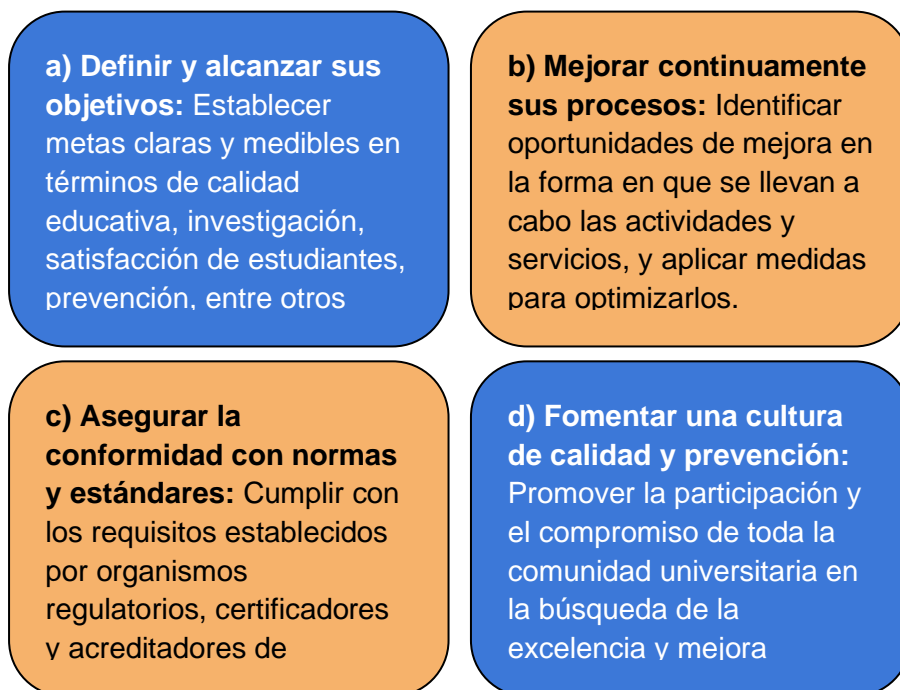 a) Definir y alcanzar sus
objetivos: Establecer
metas claras y medibles en
términos de calidad
educativa, investigación,
satisfacción de estudiantes,
prevención, entre otros
b) Mejorar continuamente
sus procesos: Identificar
oportunidades de mejora en
la forma en que se llevan a
cabo las actividades y
servicios, y aplicar medidas
para optimizarlos.
c) Asegurar la
conformidad con normas
y estándares: Cumplir con
los requisitos establecidos
por organismos
regulatorios, certificadores
y acreditadores de
d) Fomentar una cultura
de calidad y prevención:
Promover la participación y
el compromiso de toda la
comunidad universitaria en
la búsqueda de la
excelencia y mejora